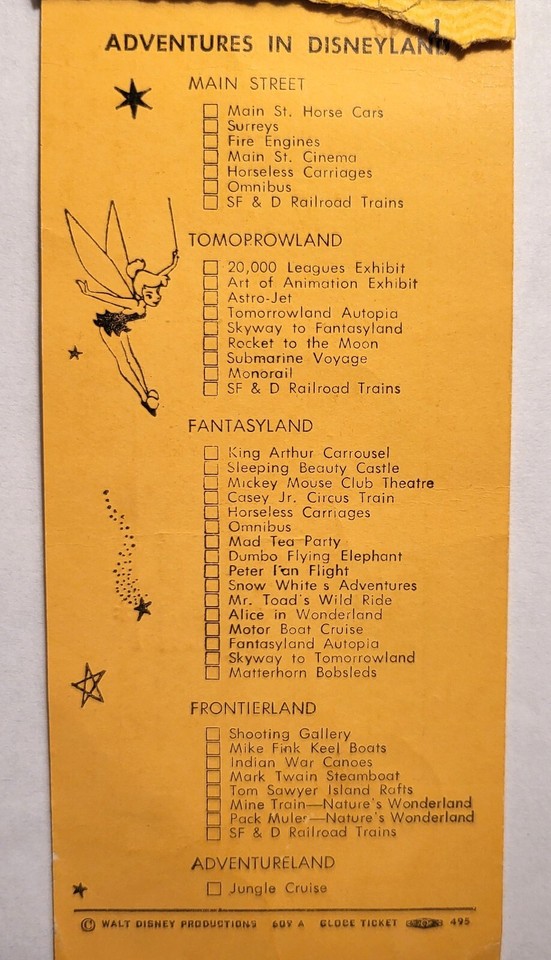 ADVENTURES IN DISNEYLAND
MAIN STREET
Main St. Horse Cars
Surreys
Fire Engines
Main St. Cinema
Horseless Carriages
Omnibus
SF & D Railroad Trains
TOMORROWLAND
20,000 Leagues Exhibit
Art of Animation Exhibit
Astro-Jet
Tomorrowland Autopia
Skyway to Fantasyland
Rocket to the Moon
Submarine Voyage
Monorail
SF & D Railroad Trains
FANTASYLAND
King Arthur Carrousel
Sleeping Beauty Castle
Mickey Mouse Club Theatre
Casey Jr. Circus Train
Horseless Carriages
Omnibus
Mad Tea Party
Dumbo Flying Elephant
Peter Pan Flight
Snow White s Adventures
Mr. Toad's Wild Ride
Alice in Wonderland
Motor Boat Cruise
Fantasyland Autopia
Skyway to Tomorrowland
Matterhorn Bobsleds
FRONTIERLAND
Shooting Gallery
Mike Fink Keel Boats
Indian War Canoes
Mark Twain Steamboat
Tom Sawyer Island Rafts
Mine Train—Nature's Wonderland
Pack Mules—Nature's Wonderland
SF & D Railroad Trains
ADVENTURELAND
Jungle Cruise
© WALT DISNEY PRODUCTIONS 609 A GLOBE TICKET 495